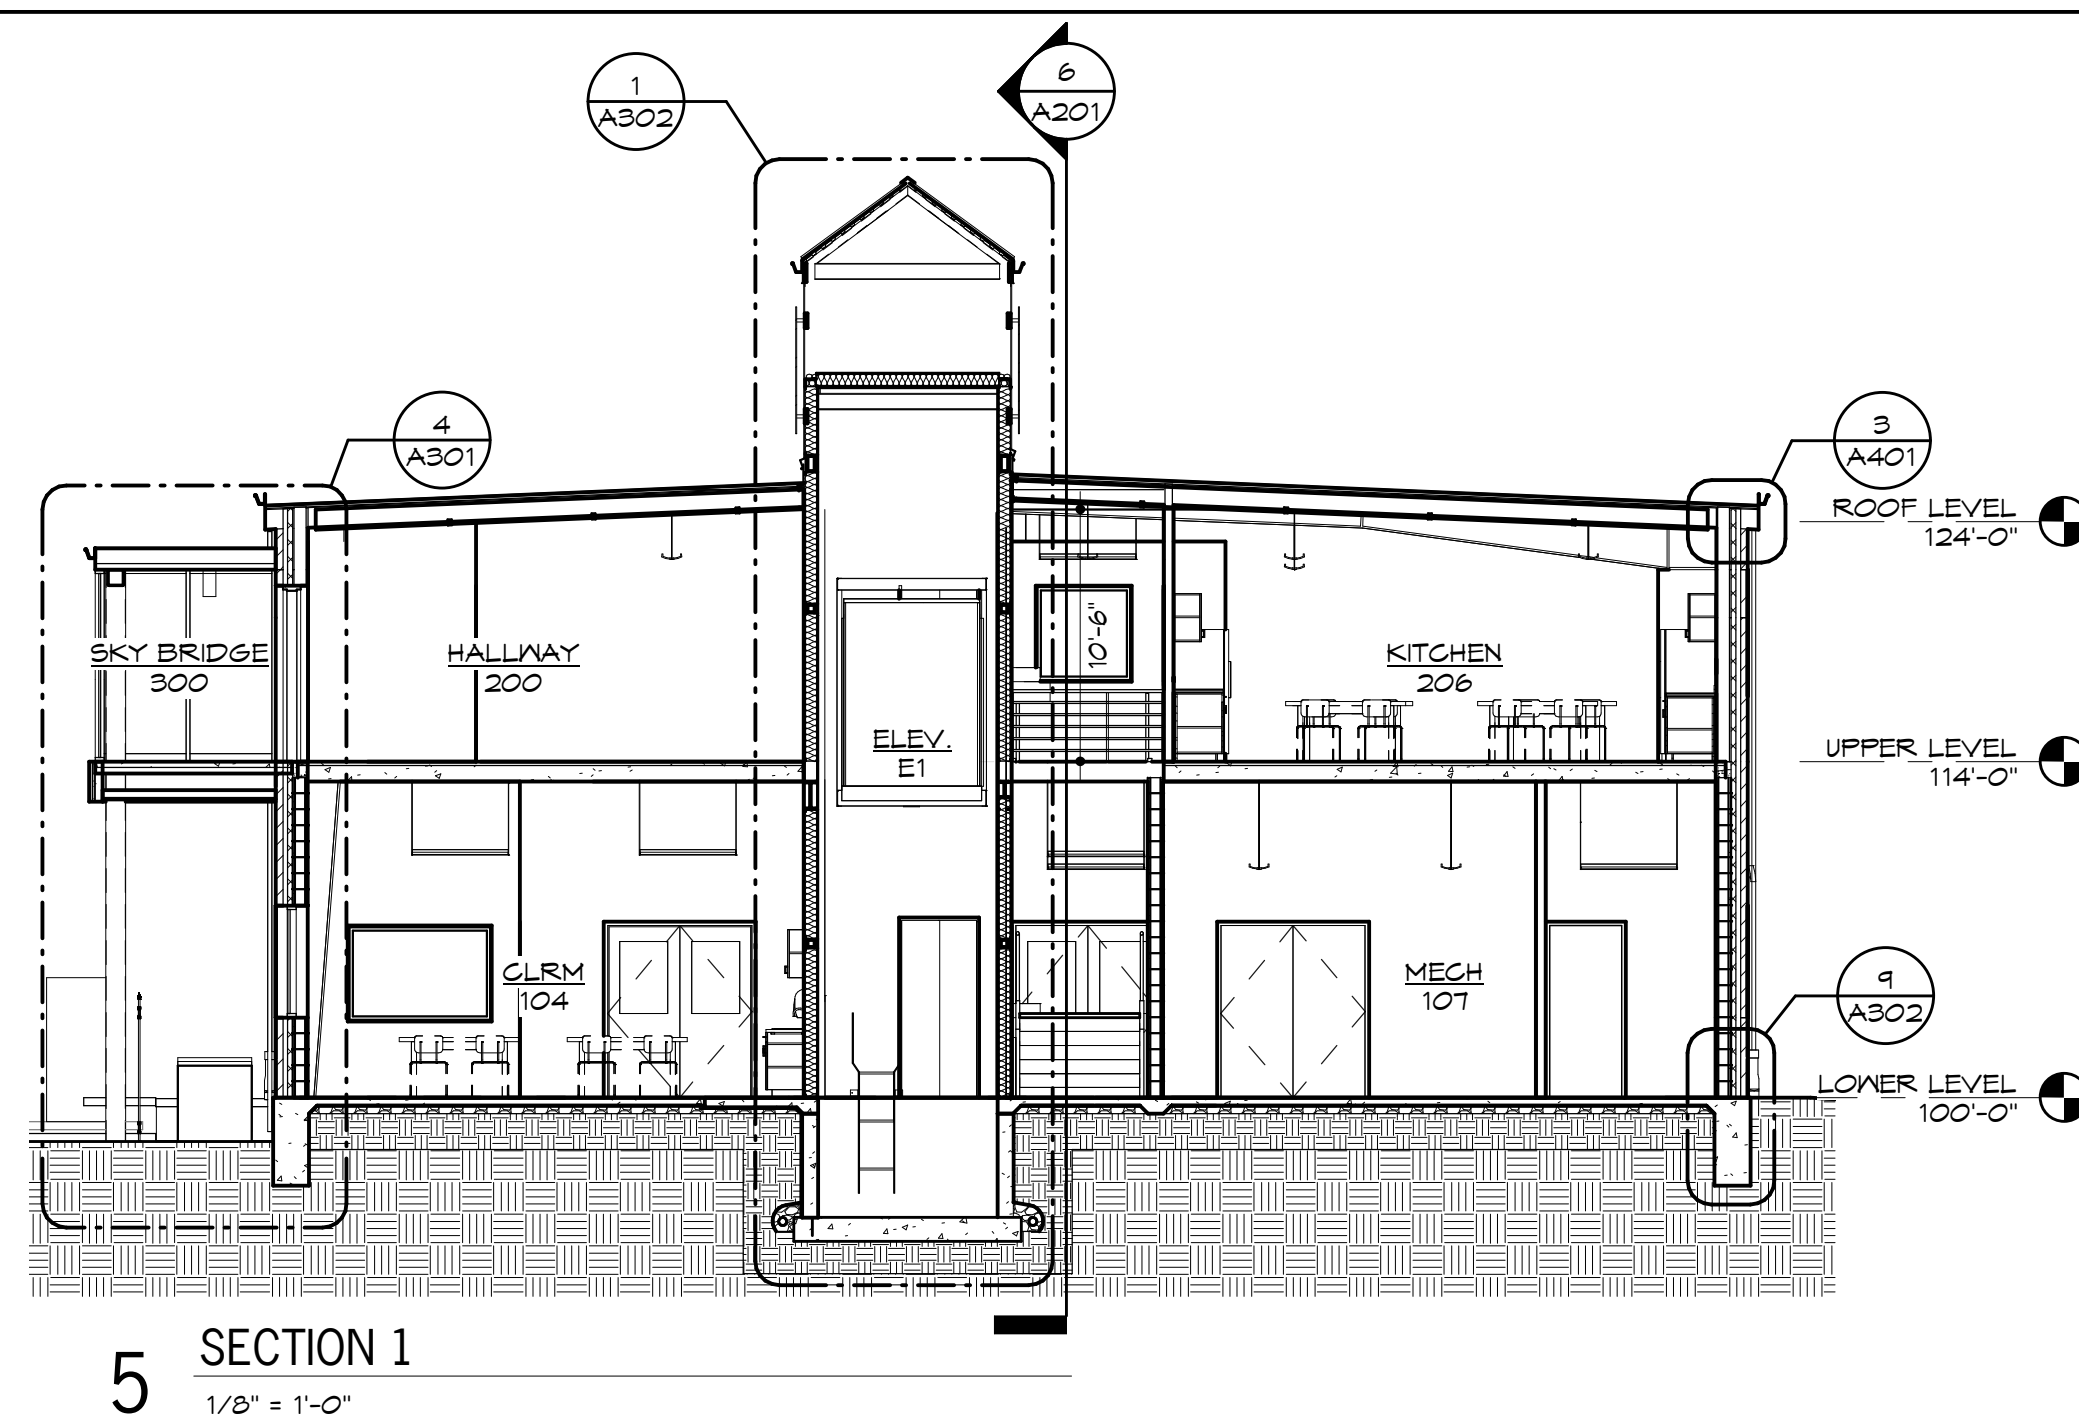 1
A302
6
A201
4
A301
3
A401
ROOF LEVEL
124'-0"
SKY BRIDGE
300
HALLWAY
200
10'-6"
KITCHEN
206
ELEV.
E1
UPPER LEVEL
114'-0"
CLRM
104
MECH
107
9
A302
LOWER LEVEL
100'-0"
5
SECTION 1
1/8" = 1'-0"